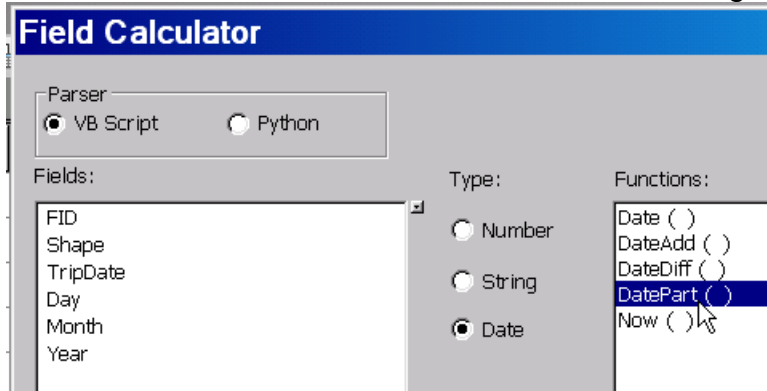 Field Calculator
Parser
VB Script
Python
Fields:
FID
Shape
TripDate
Day
Month
Year
Type:
Number
String
Date
Functions:
Date ( )
DateAdd ( )
DateDiff ( )
DatePart ( )
Now ( )